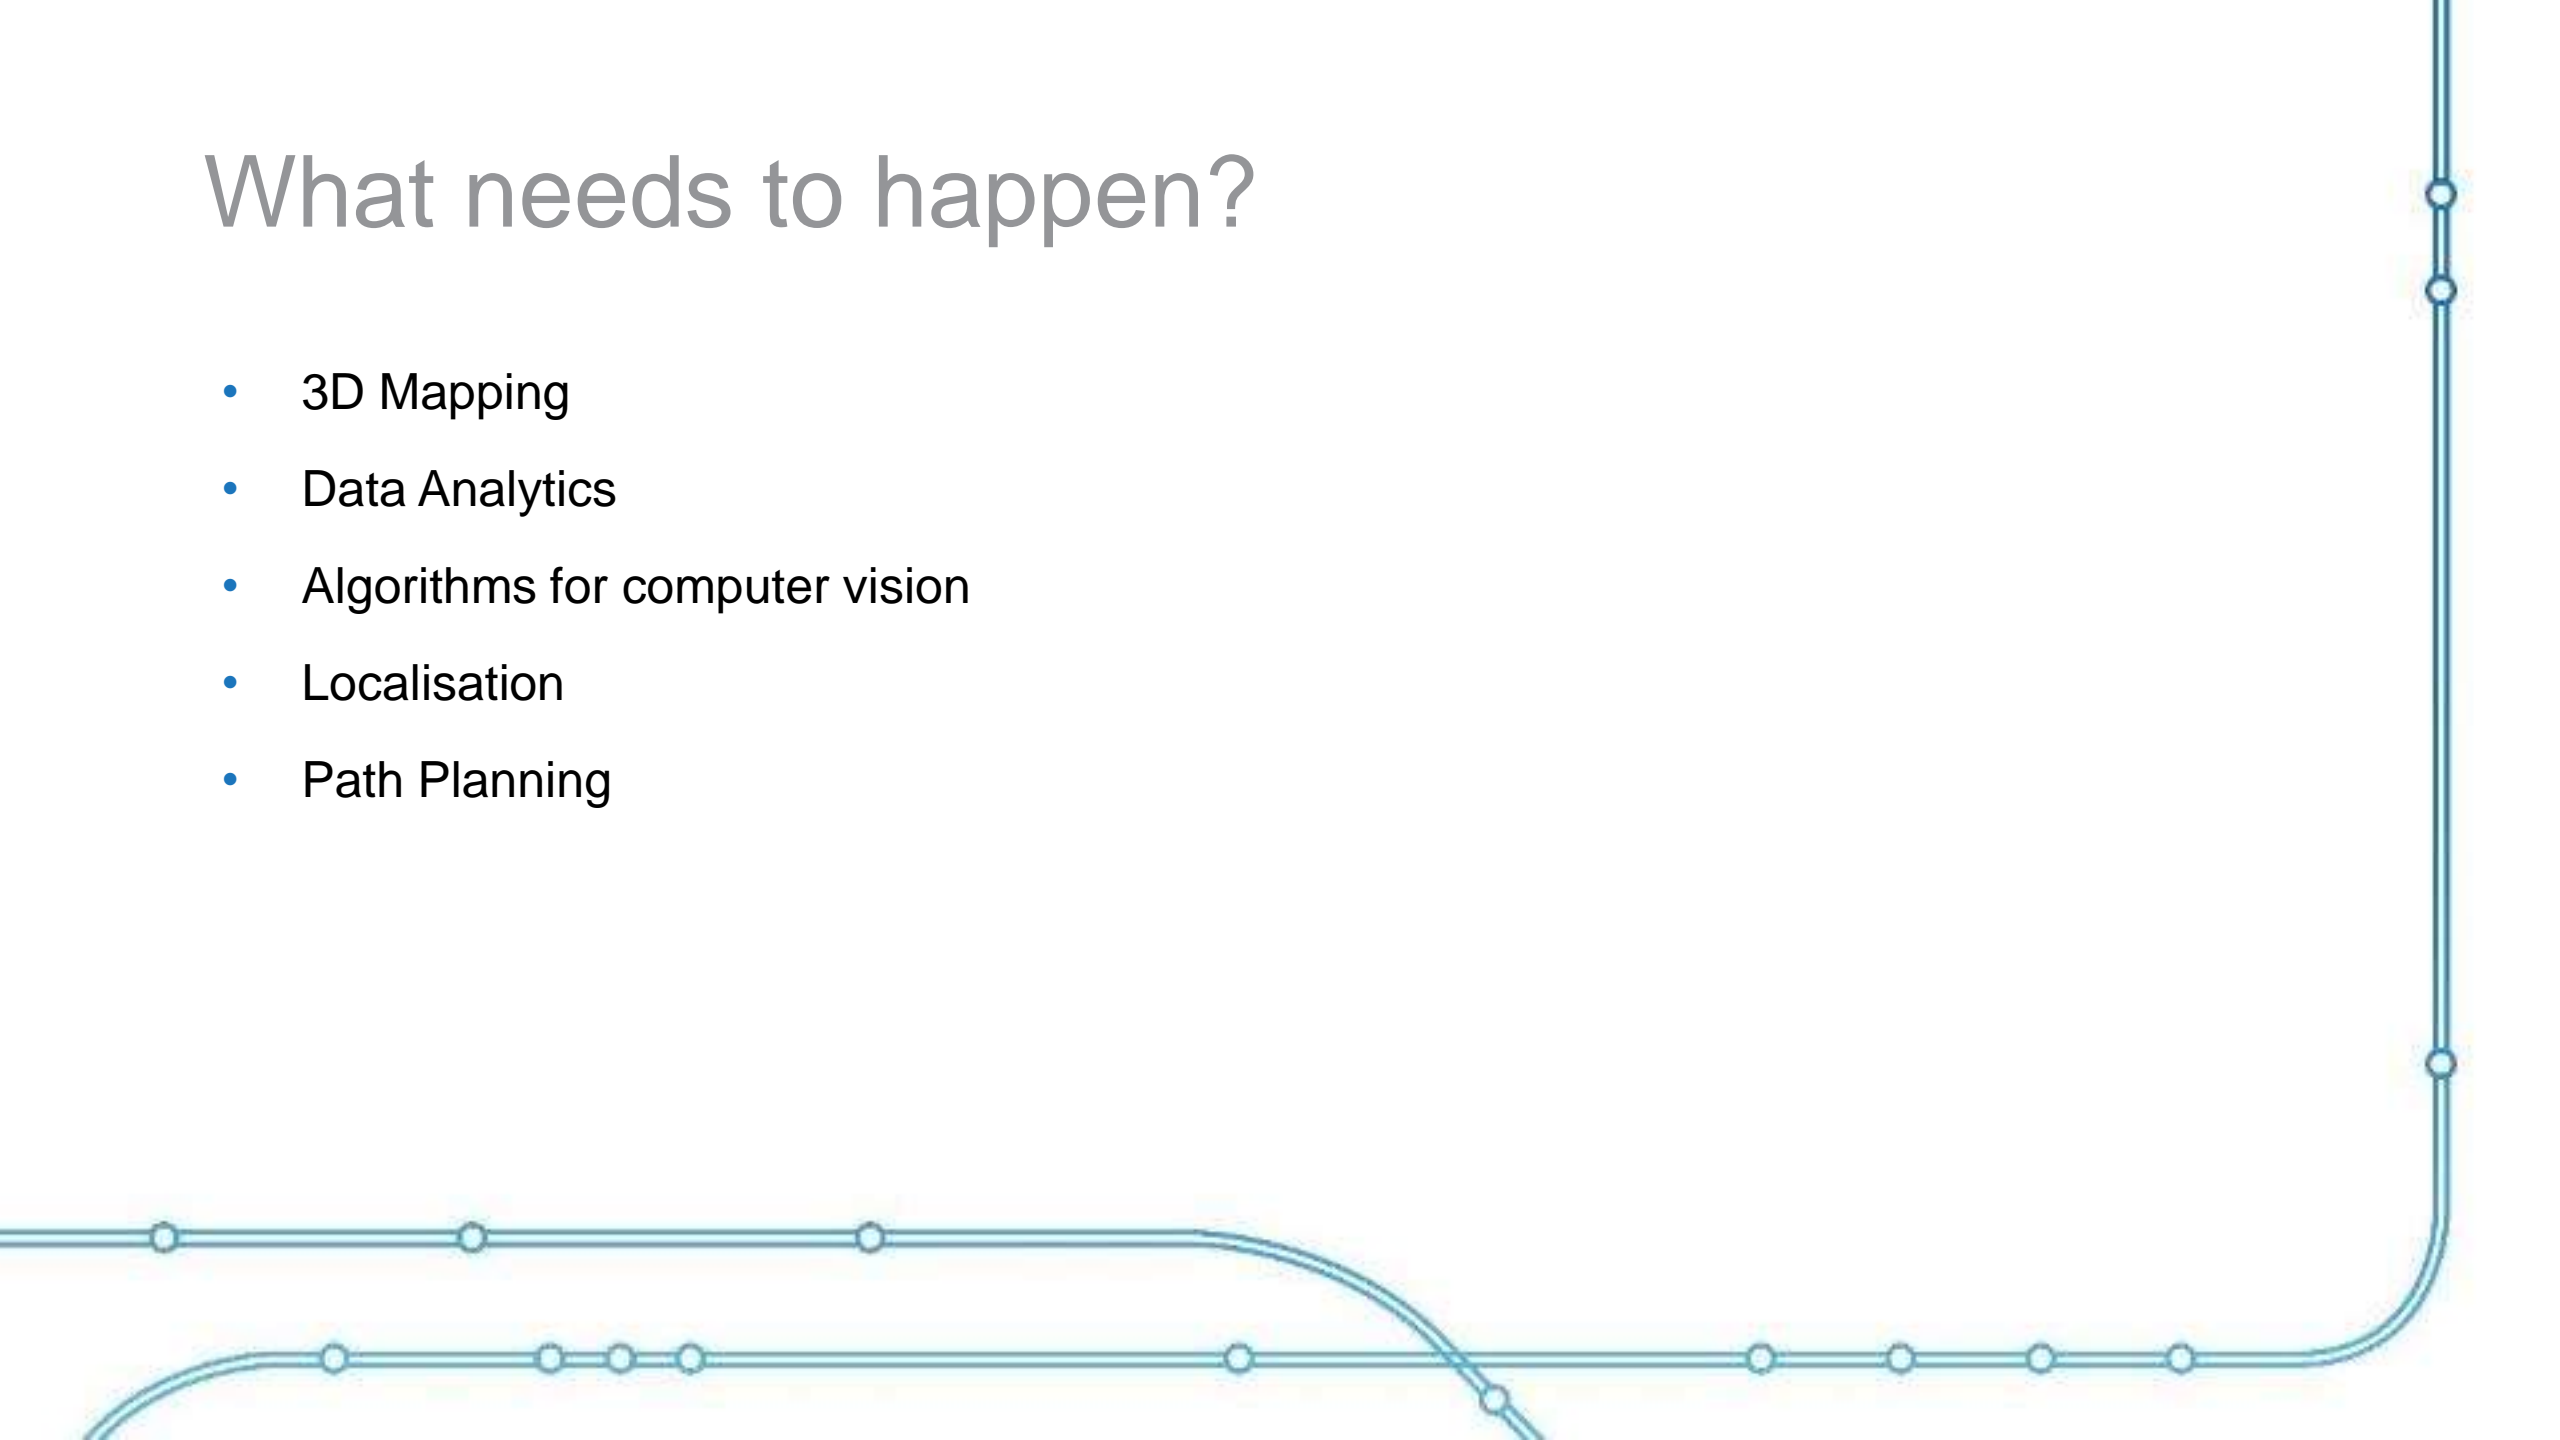 What needs to happen?
• 3D Mapping
• Data Analytics
• Algorithms for computer vision
• Localisation
• Path Planning